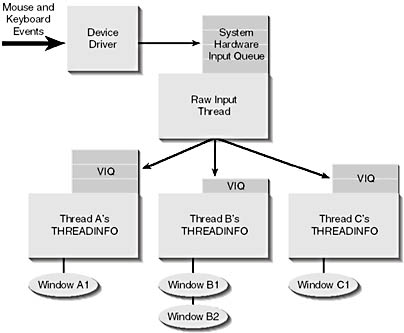 Mouse and
Keyboard
Events
Device
Driver
System
Hardware
Input Queue
Raw Input
Thread
VIQ
VIQ
VIQ
Thread A's
THREADINFO
Thread B's
THREADINFO
Thread C's
THREADINFO
Window A1
Window B1
Window C1
Window B2